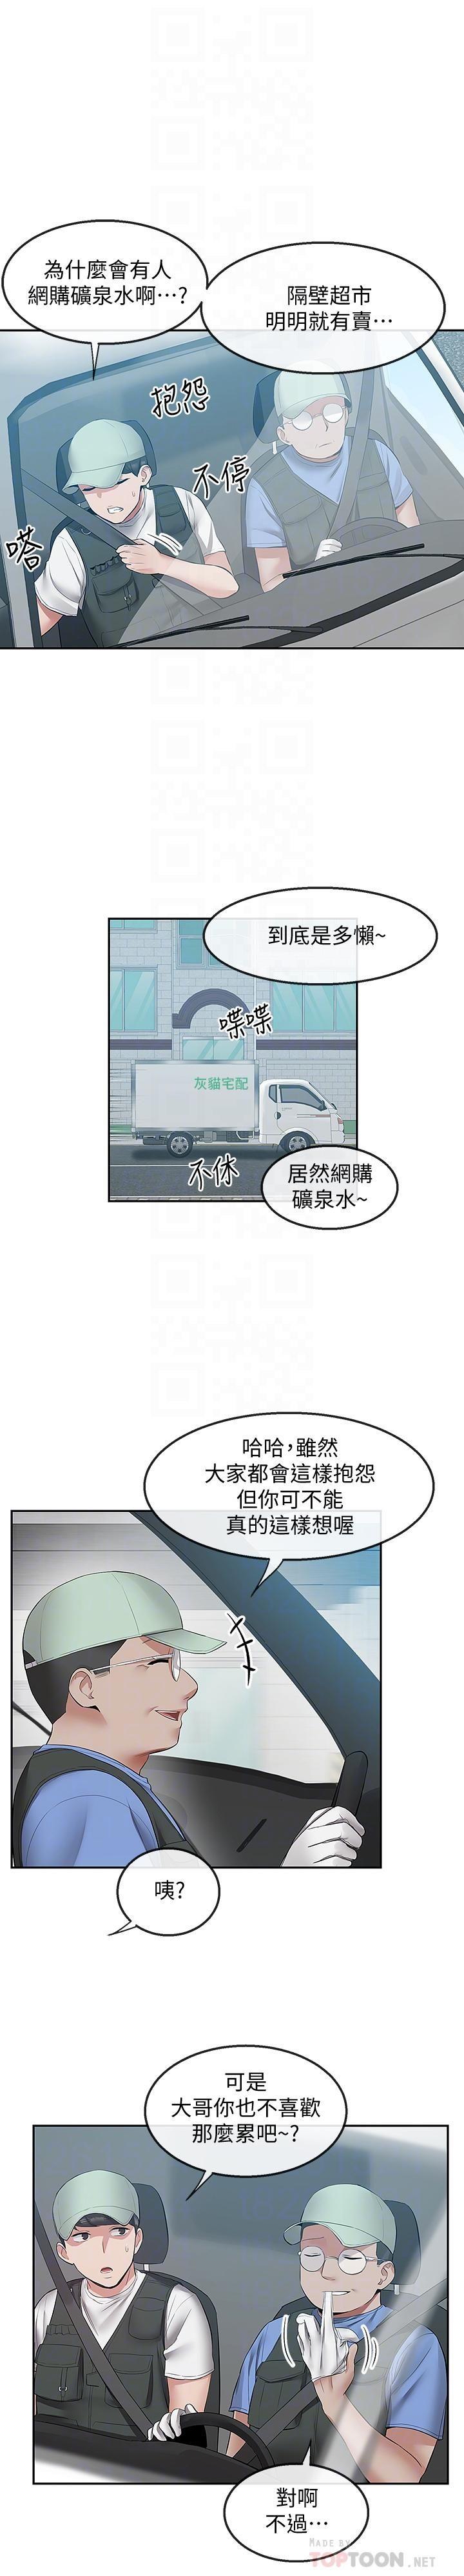 為什麼會有人
網購礦泉水啊…?
隔壁超市
明明就有賣…
抱怨
不停
嗒
到底是多懶~
喋喋
灰貓宅配
不休
居然網購
礦泉水~
哈哈，雖然
大家都會這樣抱怨
但你可不能
真的這樣想喔
咦?
可是
大哥你也不喜歡
那麼累吧~?
對啊
不過…
MADE BY
TOPTOON.NET